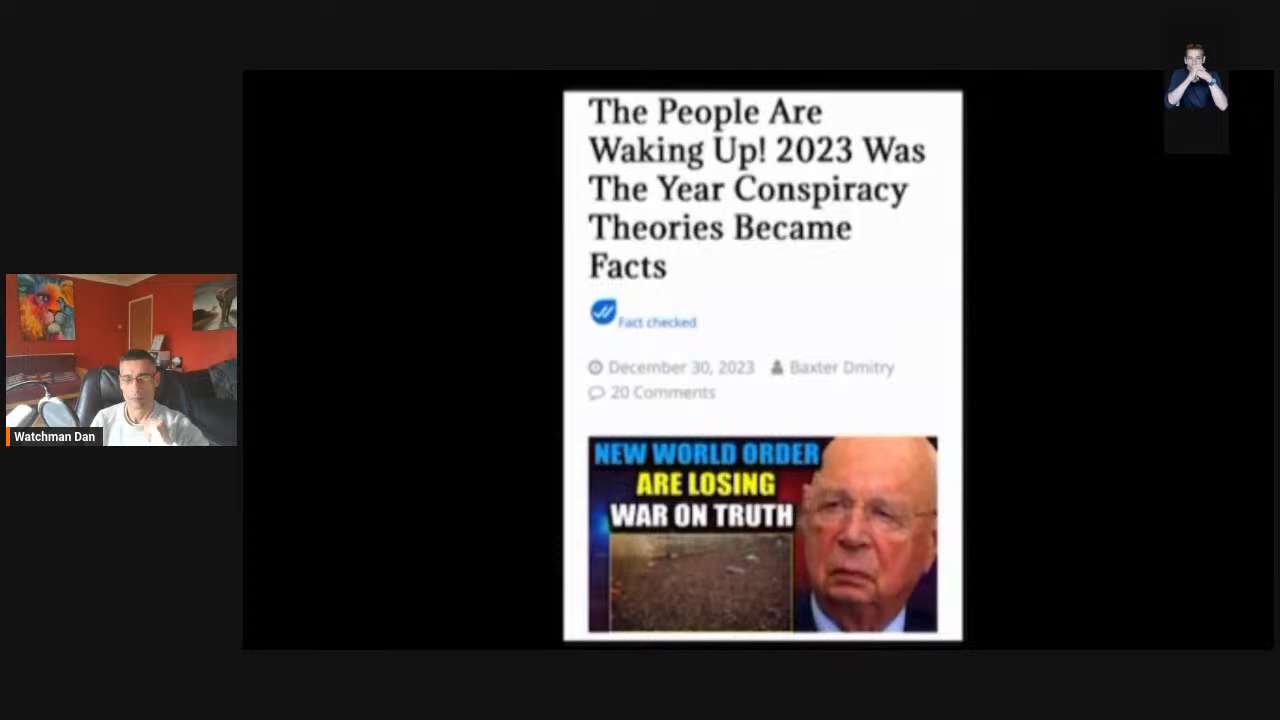 The People Are
Waking Up! 2023 Was
The Year Conspiracy
Theories Became
Facts
Fact checked
December 30, 2023 Baxter Dmitry
20 Comments
NEW WORLD ORDER
ARE LOSING
WAR ON TRUTH
Watchman Dan